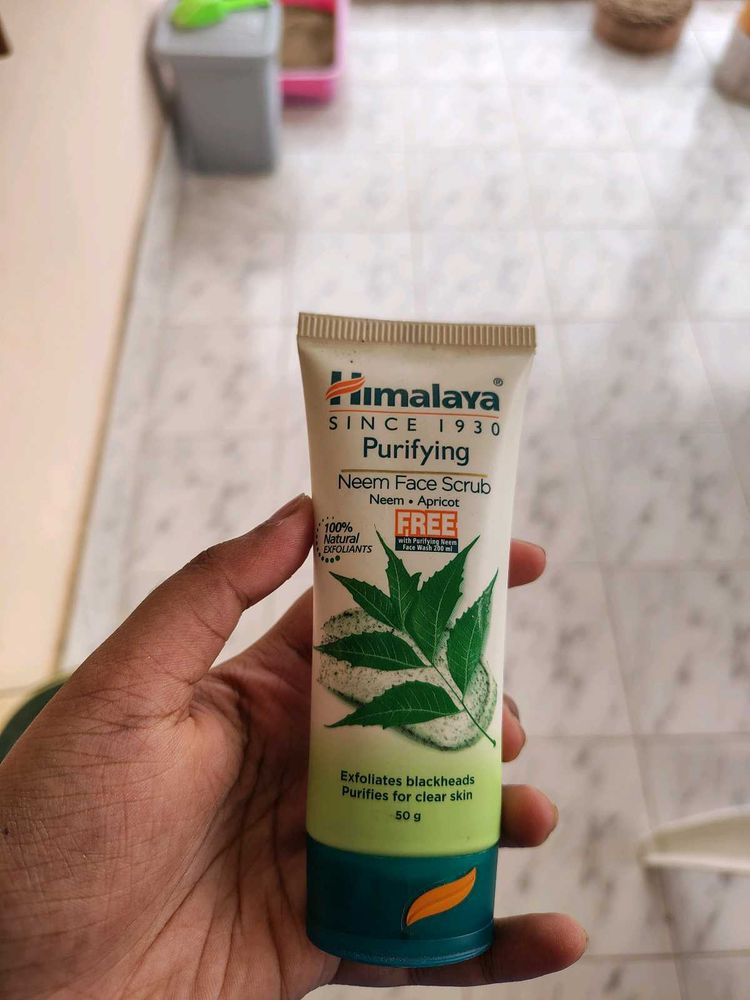 Himalaya®
SINCE 1930
Purifying
Neem Face Scrub
Neem • Apricot
100%
Natural
EXFOLIANTS
FREE
with Purifying Neem
Face Wash 200 ml
Exfoliates blackheads
Purifies for clear skin
50 g